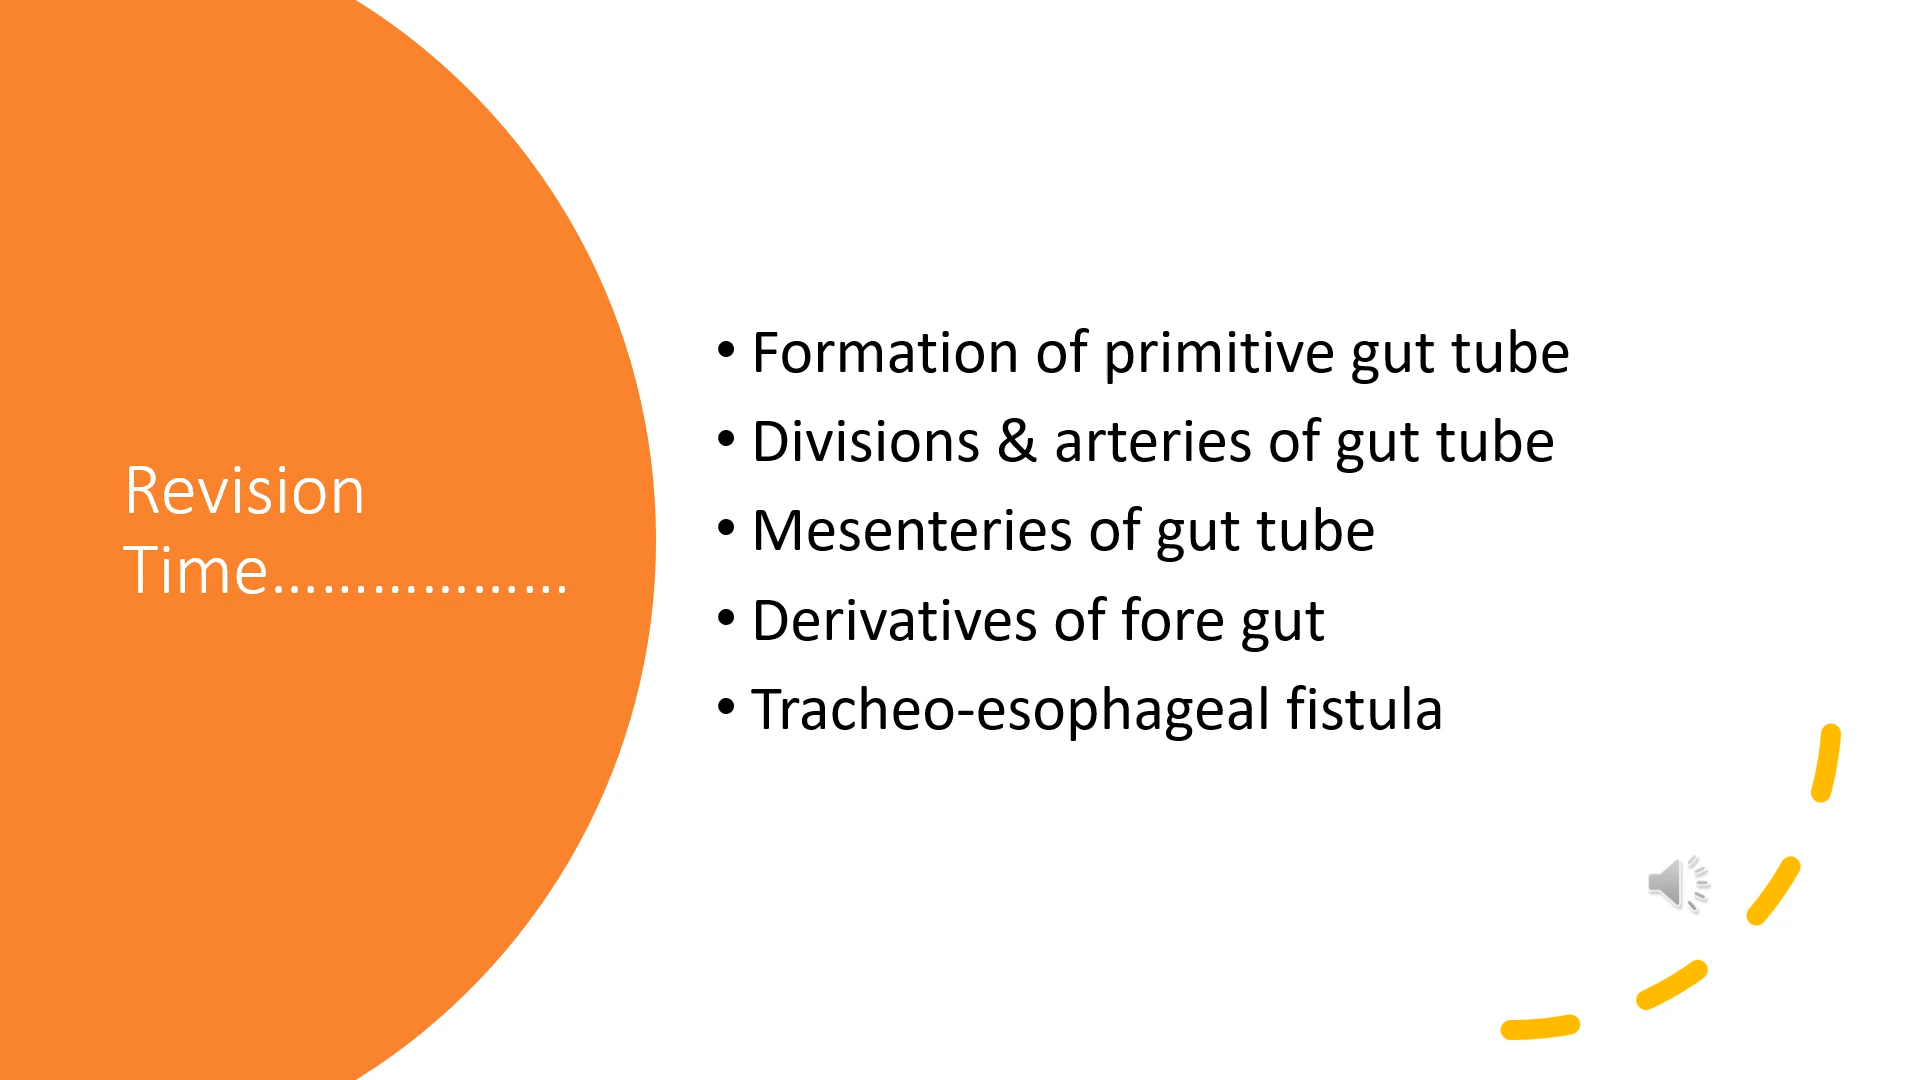 Revision
Time………………
• Formation of primitive gut tube
• Divisions & arteries of gut tube
• Mesenteries of gut tube
• Derivatives of fore gut
• Tracheo-esophageal fistula